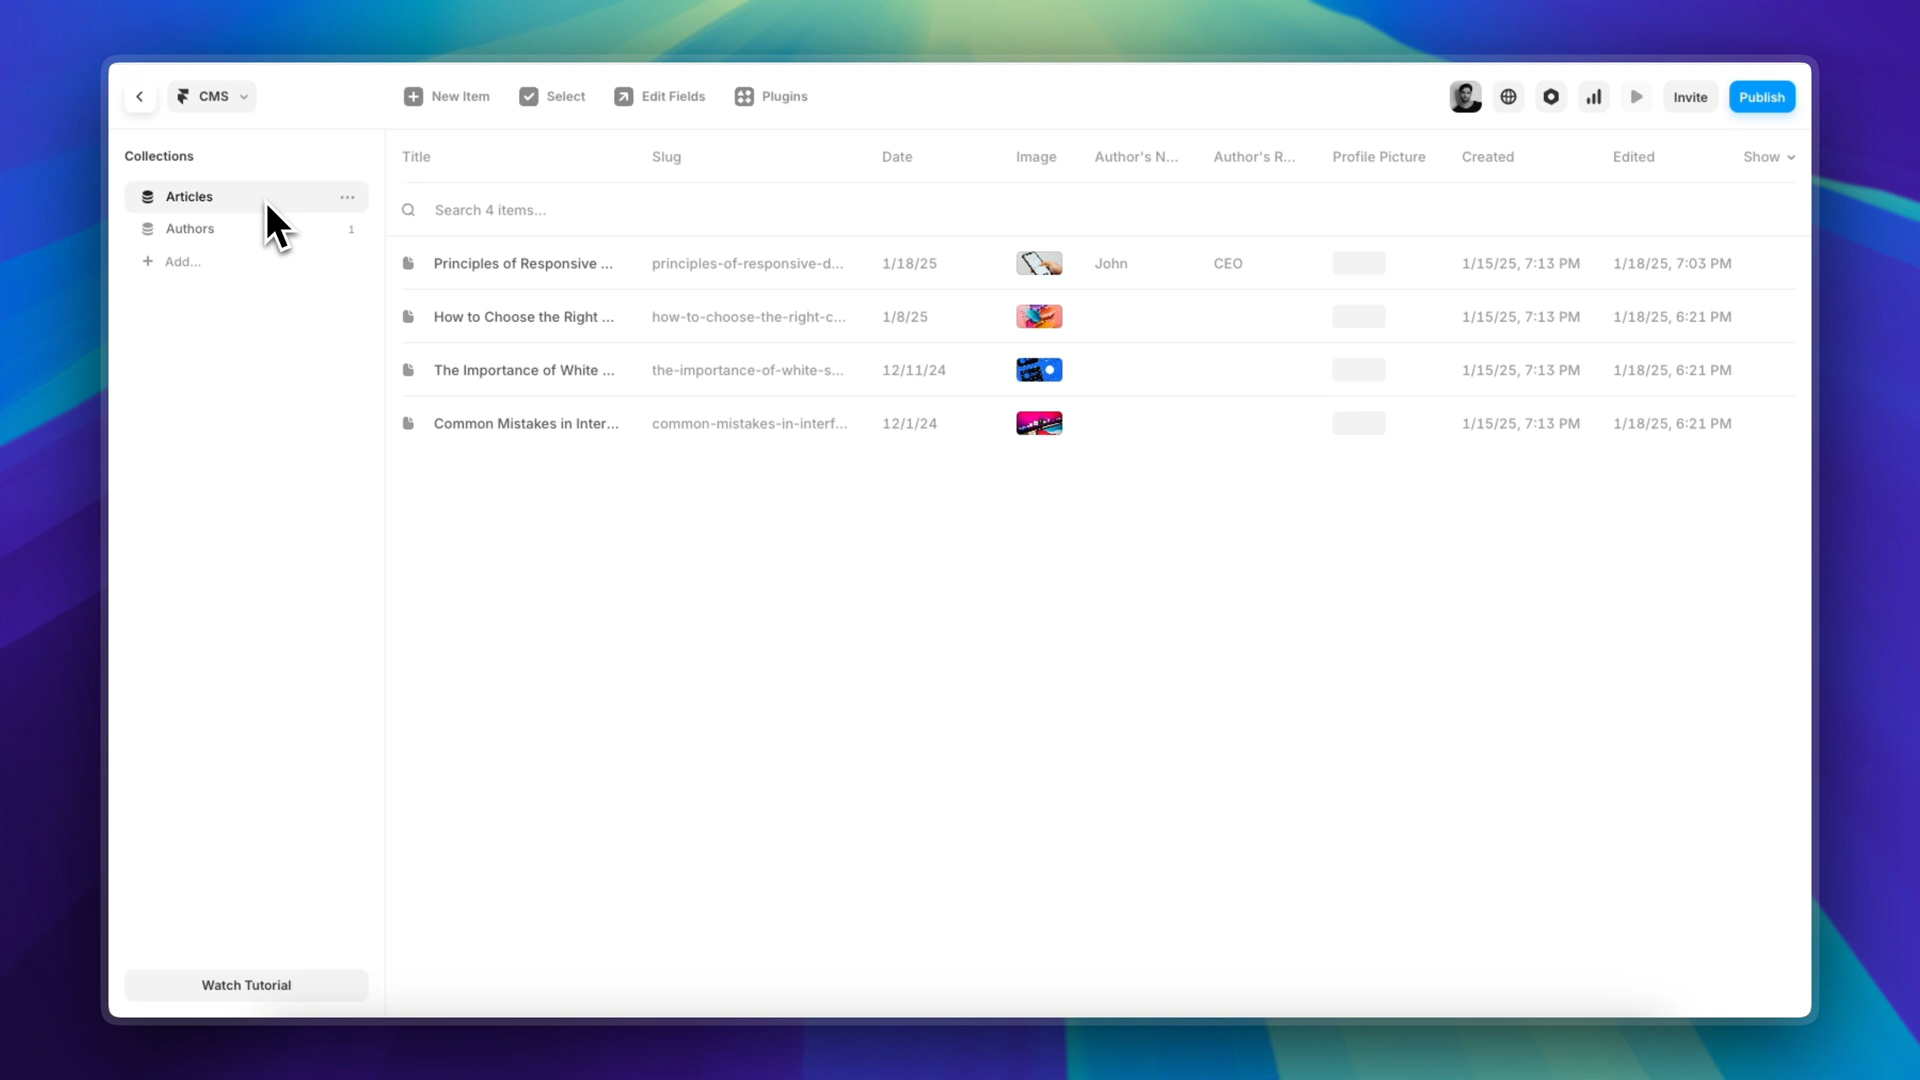 CMS
New Item
Select
Edit Fields
Plugins
Invite
Publish
Collections
Articles
Authors 1
Add...
Title Slug Date Image Author's N... Author's R... Profile Picture Created Edited Show
Search 4 items...
Principles of Responsive ... principles-of-responsive-d... 1/18/25 John CEO 1/15/25, 7:13 PM 1/18/25, 7:03 PM
How to Choose the Right ... how-to-choose-the-right-c... 1/8/25 1/15/25, 7:13 PM 1/18/25, 6:21 PM
The Importance of White ... the-importance-of-white-s... 12/11/24 1/15/25, 7:13 PM 1/18/25, 6:21 PM
Common Mistakes in Inter... common-mistakes-in-interf... 12/1/24 1/15/25, 7:13 PM 1/18/25, 6:21 PM
Watch Tutorial